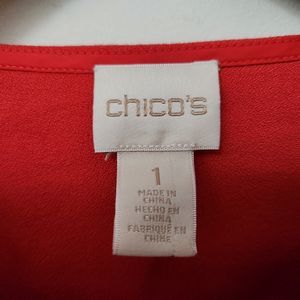 chico's
1
MADE IN
CHINA
HECHO EN
CHINA
FABRIQUÉ EN
CHINE